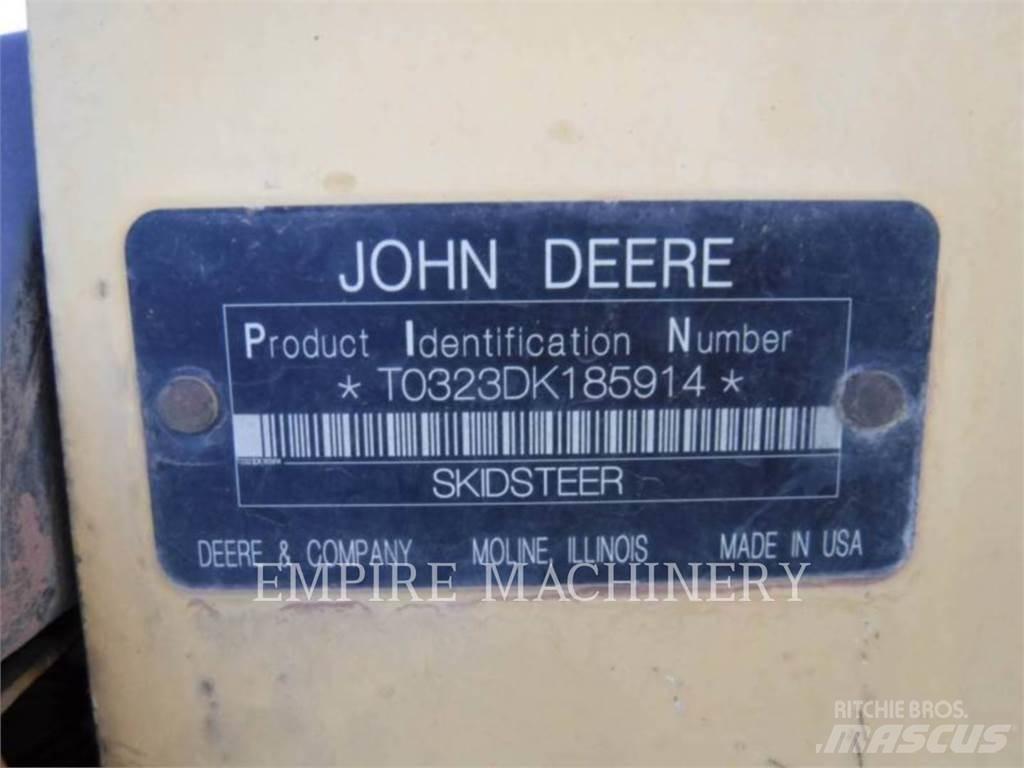 JOHN DEERE
Product Identification Number
* T0323DK185914 *
SKIDSTEER
DEERE & COMPANY MOLINE, ILLINOIS MADE IN USA
EMPIRE MACHINERY
RITCHIE BROS.
MASCUS